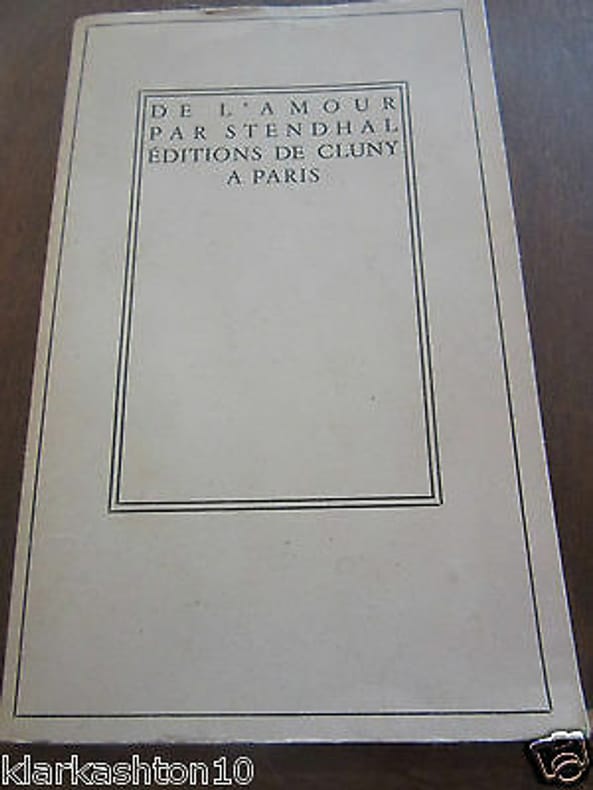 DE L'AMOUR
PAR STENDHAL
ÉDITIONS DE CLUNY
A PARIS
klarkashton10